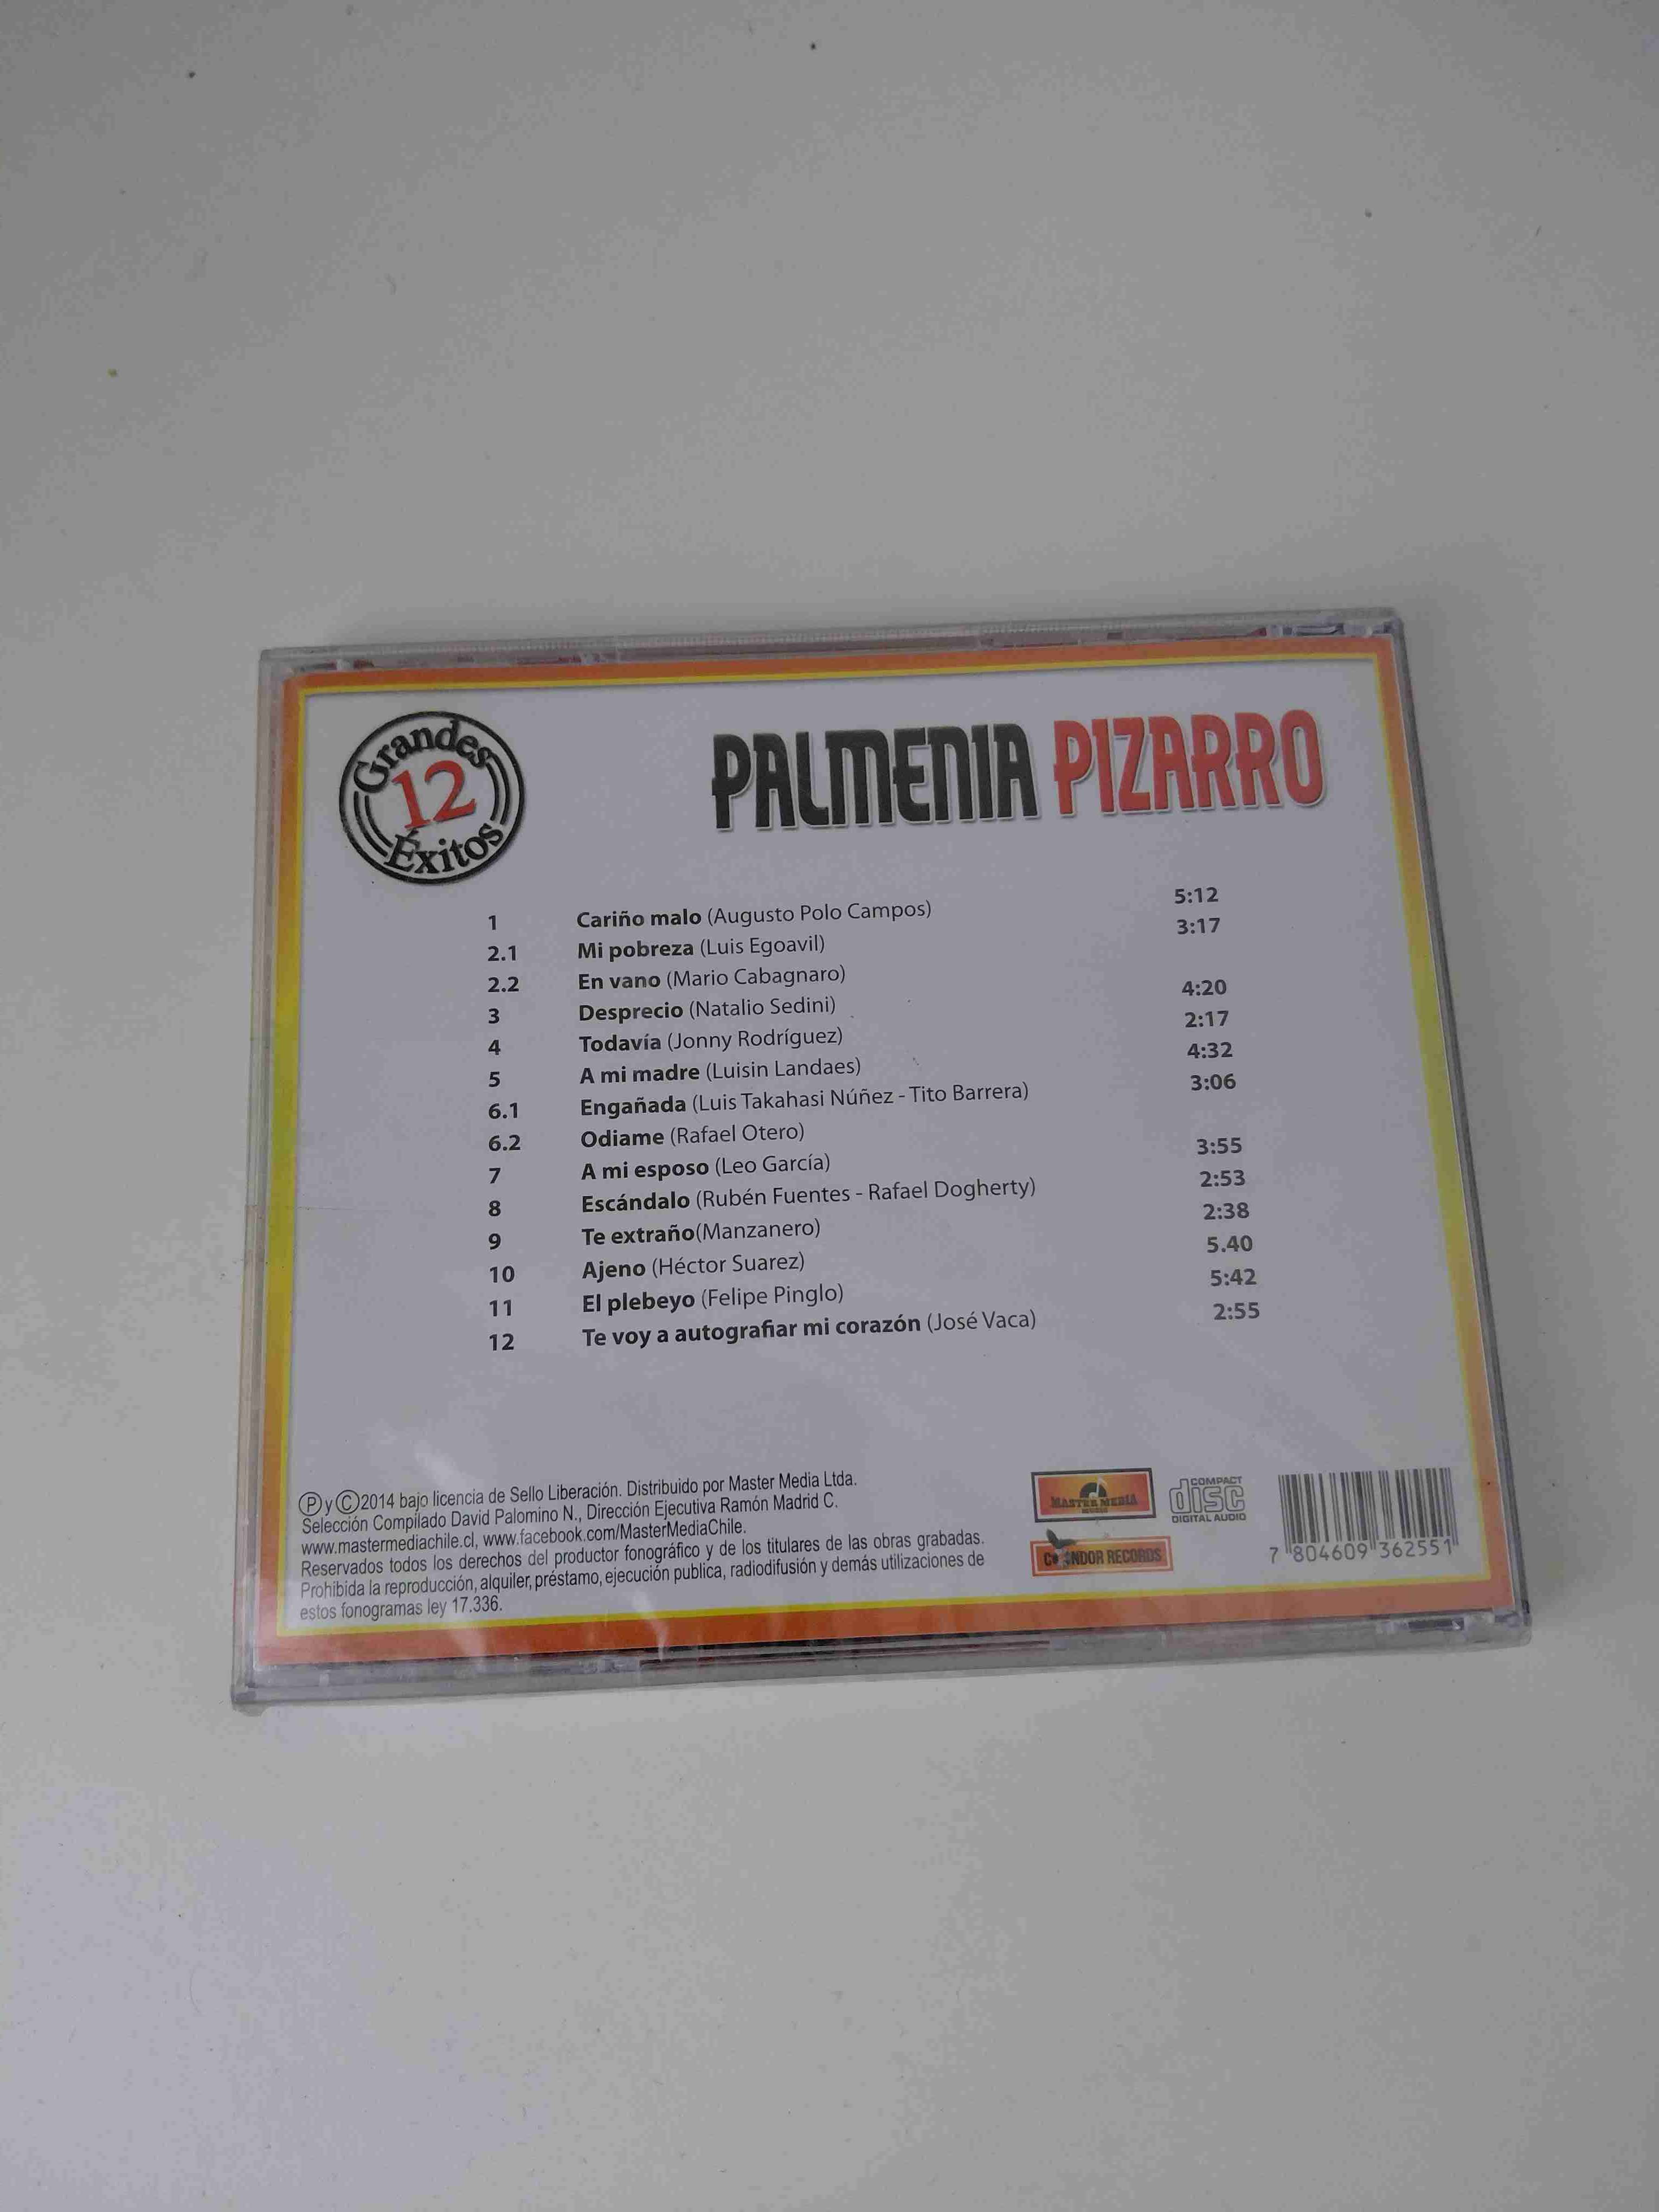 Grandes
12
Éxitos
PALMENIA PIZARRO
1 Cariño malo (Augusto Polo Campos) 5:12
2.1 Mi pobreza (Luis Egoavil) 3:17
2.2 En vano (Mario Cabagnaro)
3 Desprecio (Natalio Sedini) 4:20
4 Todavía (Jonny Rodríguez) 2:17
5 A mi madre (Luisin Landaes) 4:32
6.1 Engañada (Luis Takahasi Núñez - Tito Barrera) 3:06
6.2 Odiame (Rafael Otero)
7 A mi esposo (Leo García) 3:55
8 Escándalo (Rubén Fuentes - Rafael Dogherty) 2:53
9 Te extraño(Manzanero) 2:38
10 Ajeno (Héctor Suarez) 5.40
11 El plebeyo (Felipe Pinglo) 5:42
12 Te voy a autografiar mi corazón (José Vaca) 2:55
Ⓟ y Ⓒ 2014 bajo licencia de Sello Liberación. Distribuido por Master Media Ltda.
Selección Compilado David Palomino N., Dirección Ejecutiva Ramón Madrid C.
www.mastermediachile.cl, www.facebook.com/MasterMediaChile.
Reservados todos los derechos del productor fonográfico y de los titulares de las obras grabadas.
Prohibida la reproducción, alquiler, préstamo, ejecución publica, radiodifusión y demás utilizaciones de
estos fonogramas ley 17.336.
MASTER MEDIA
CONDOR RECORDS
COMPACT
disc
DIGITAL AUDIO
7 804609 362551